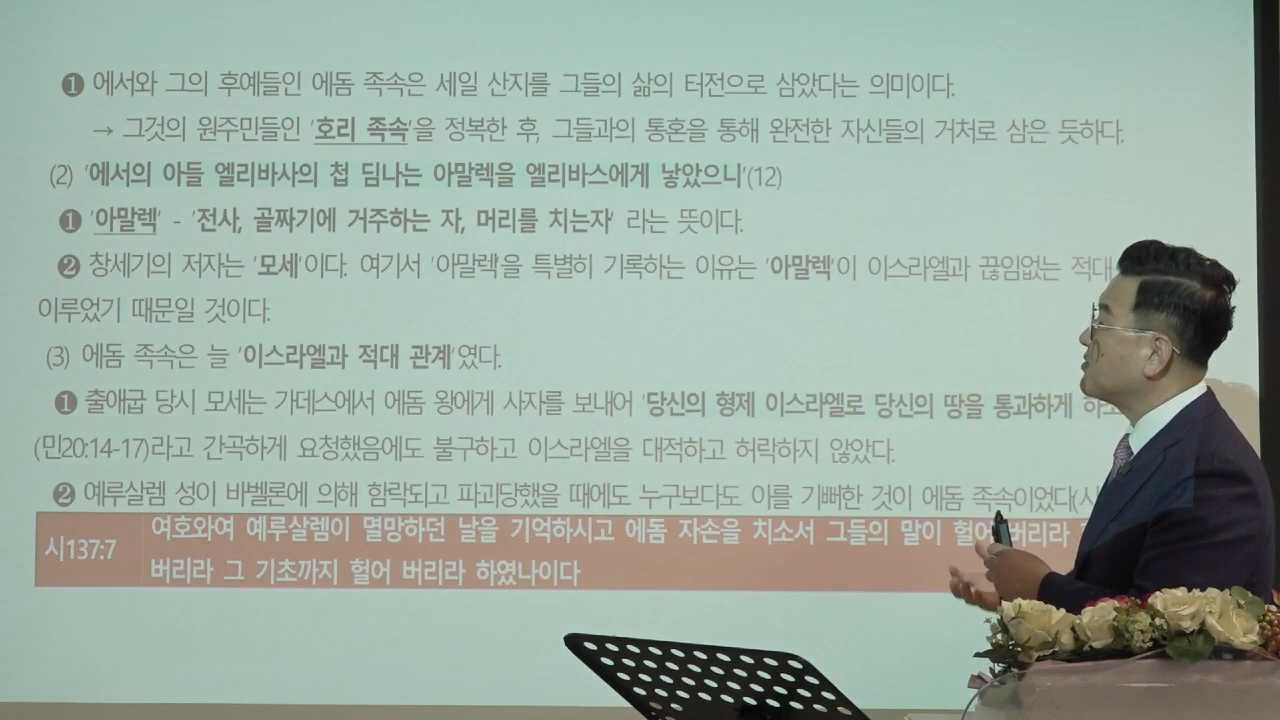 ❶ 에서와 그의 후예들인 에돔 족속은 세일 산지를 그들의 삶의 터전으로 삼았다는 의미이다.
→ 그것의 원주민들인 '호리 족속'을 정복한 후, 그들과의 통혼을 통해 완전한 자신들의 거처로 삼은 듯하다.
(2) '에서의 아들 엘리바사의 첩 딤나는 아말렉을 엘리바스에게 낳았으니'(12)
❶ '아말렉' - '전사, 골짜기에 거주하는 자, 머리를 치는자' 라는 뜻이다.
❷ 창세기의 저자는 '모세'이다. 여기서 '아말렉'을 특별히 기록하는 이유는 '아말렉'이 이스라엘과 끊임없는 적대
이루었기 때문일 것이다.
(3) 에돔 족속은 늘 '이스라엘과 적대 관계'였다.
❶ 출애굽 당시 모세는 가데스에서 에돔 왕에게 사자를 보내어 '당신의 형제 이스라엘로 당신의 땅을 통과하게
(민20:14-17)라고 간곡하게 요청했음에도 불구하고 이스라엘을 대적하고 허락하지 않았다.
❷ 예루살렘 성이 바벨론에 의해 함락되고 파괴당했을 때에도 누구보다도 이를 기뻐한 것이 에돔 족속이었다(시
시137:7 여호와여 예루살렘이 멸망하던 날을 기억하시고 에돔 자손을 치소서 그들의 말이 헐어 버리라
버리라 그 기초까지 헐어 버리라 하였나이다